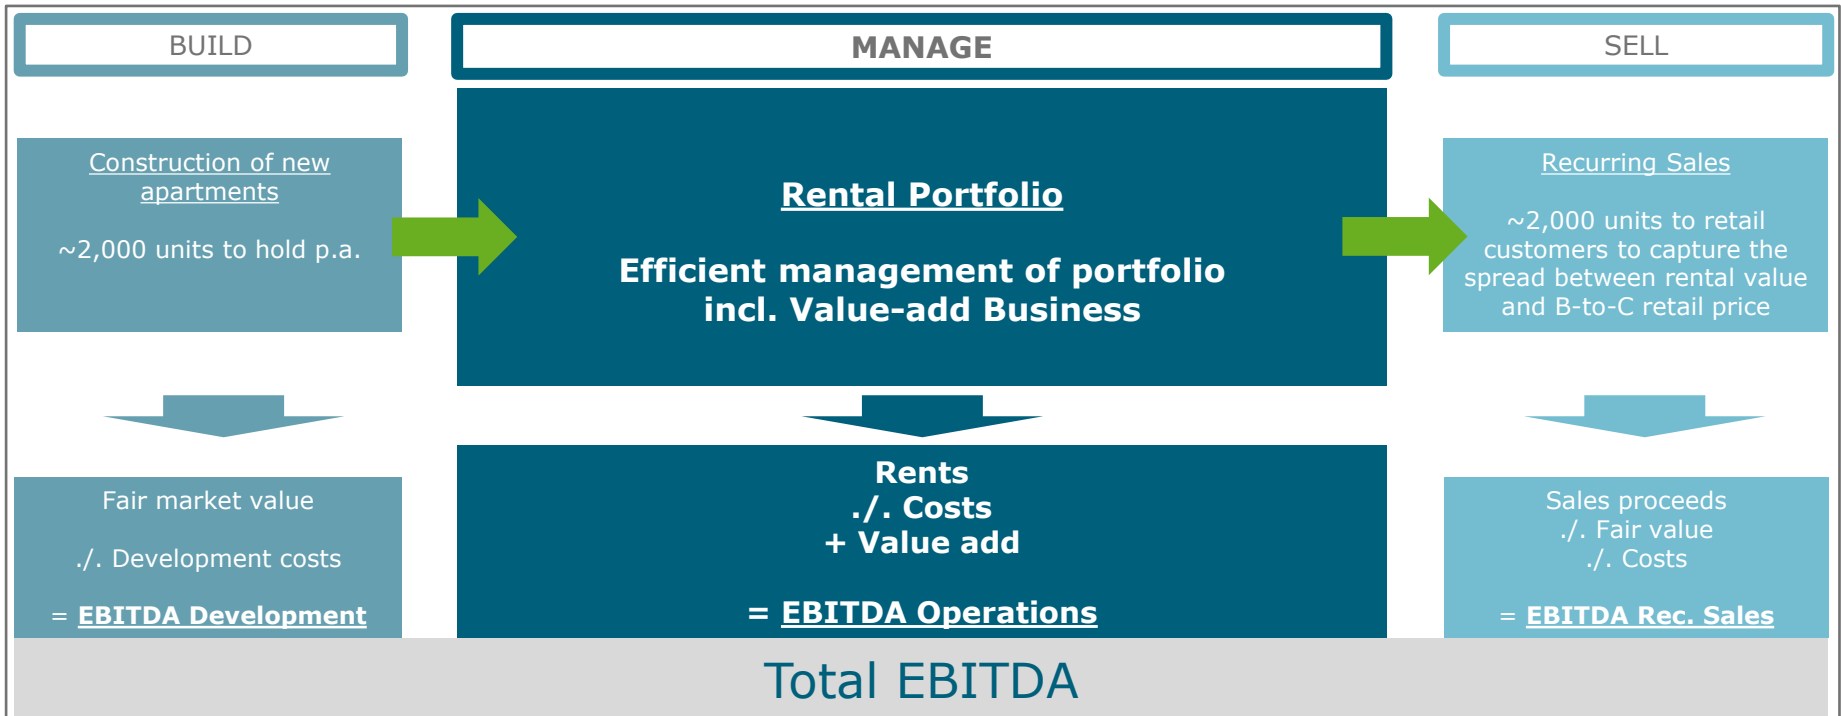 BUILD
MANAGE
SELL
Construction of new
apartments
~2,000 units to hold p.a.
Rental Portfolio
Efficient management of portfolio
incl. Value-add Business
Recurring Sales
~2,000 units to retail
customers to capture the
spread between rental value
and B-to-C retail price
Fair market value
./. Development costs
= EBITDA Development
Rents
./. Costs
+ Value add
= EBITDA Operations
Sales proceeds
./. Fair value
./. Costs
= EBITDA Rec. Sales
Total EBITDA